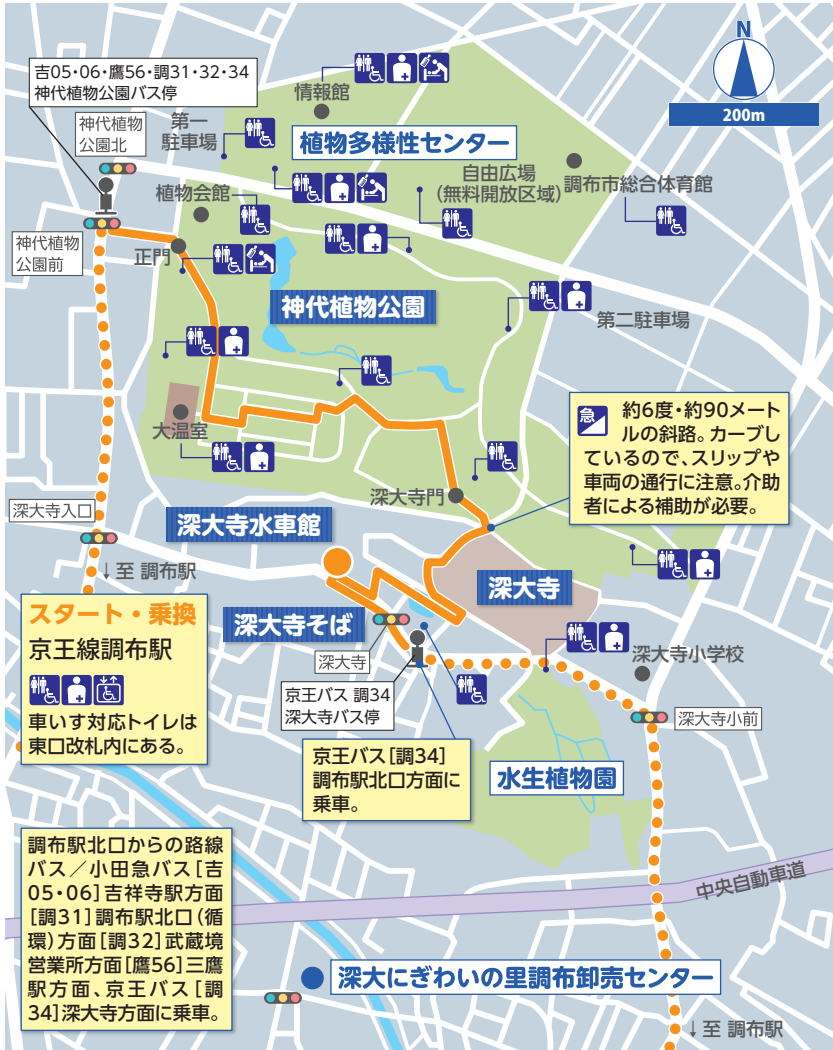 N
200m
吉05・06・鷹56・調31・32・34
神代植物公園バス停
神代植物
公園北
第一
駐車場
情報館
植物多様性センター
自由広場
(無料開放区域)
調布市総合体育館
植物会館
神代植物
公園前
正門
神代植物公園
第二駐車場
大温室
急
約6度・約90メート
ルの斜路。カーブし
ているので、スリップや
車両の通行に注意。介助
者による補助が必要。
深大寺門
深大寺入口
↓至 調布駅
深大寺水車館
深大寺
深大寺そば
スタート・乗換
京王線調布駅
車いす対応トイレは
東口改札内にある。
深大寺
京王バス 調34
深大寺バス停
深大寺小学校
深大寺小前
京王バス[調34]
調布駅北口方面に
乗車。
水生植物園
調布駅北口からの路線
バス／小田急バス[吉
05・06]吉祥寺駅方面
[調31]調布駅北口(循
環)方面[調32]武蔵境
営業所方面[鷹56]三鷹
駅方面、京王バス[調
34]深大寺方面に乗車。
中央自動車道
深大にぎわいの里調布卸売センター
↓至 調布駅